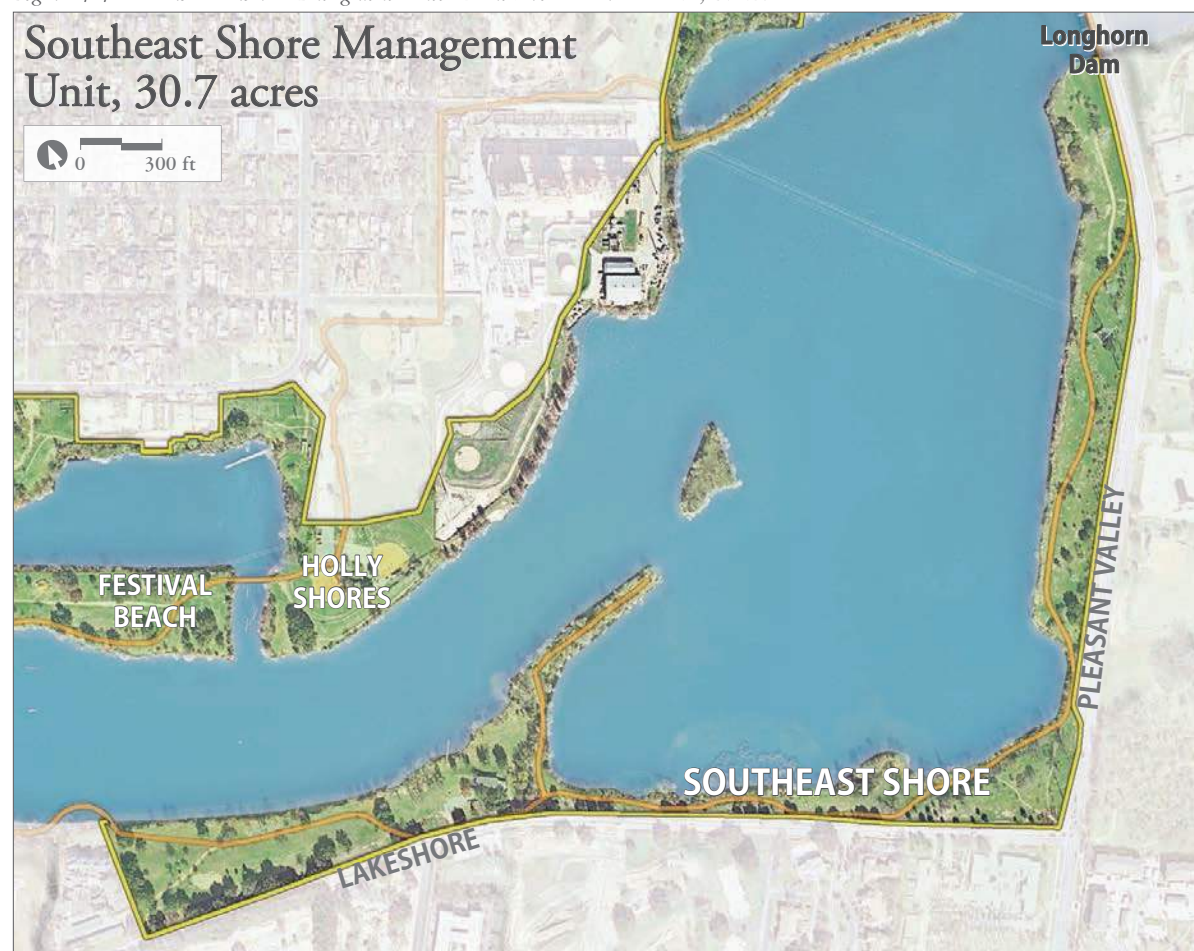 Southeast Shore Management
Unit, 30.7 acres
0 300 ft
Longhorn
Dam
FESTIVAL
BEACH
HOLLY
SHORES
PLEASANT VALLEY
SOUTHEAST SHORE
LAKESHORE